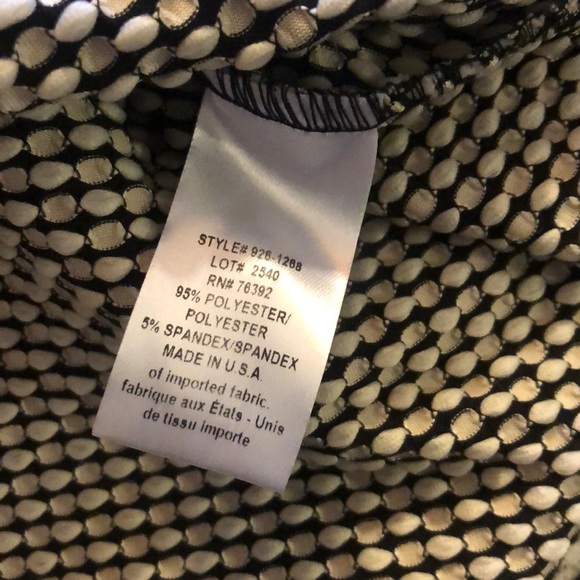 STYLE# 926-1268
LOT# 2540
RN# 76392
95% POLYESTER/
POLYESTER
5% SPANDEX/SPANDEX
MADE IN U.S.A.
of imported fabric.
fabrique aux États - Unis
de tissu importe